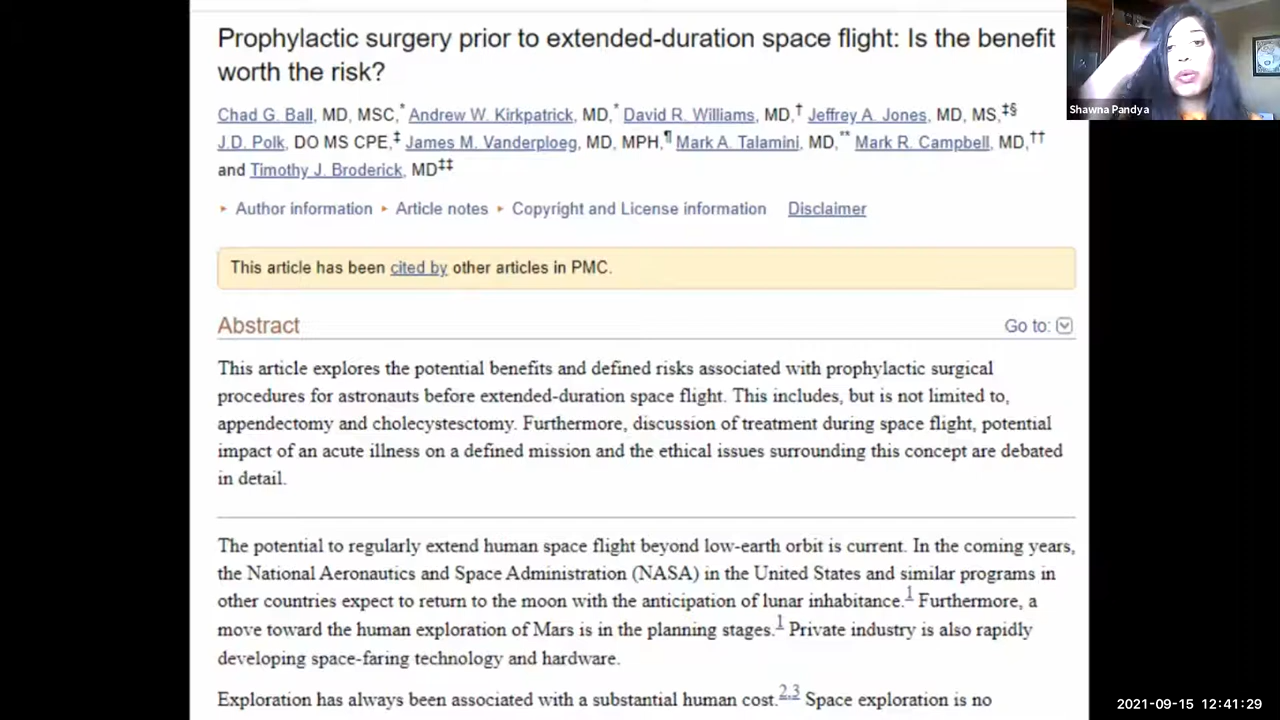 Prophylactic surgery prior to extended-duration space flight: Is the benefit
worth the risk?
Shawna Pandya
Chad G. Ball, MD, MSC,* Andrew W. Kirkpatrick, MD,* David R. Williams, MD,† Jeffrey A. Jones, MD, MS,‡§
J.D. Polk, DO MS CPE,‡ James M. Vanderploeg, MD, MPH,¶ Mark A. Talamini, MD,** Mark R. Campbell, MD,††
and Timothy J. Broderick, MD‡‡
▸ Author information ▸ Article notes ▸ Copyright and License information Disclaimer
This article has been cited by other articles in PMC.
Abstract Go to:
This article explores the potential benefits and defined risks associated with prophylactic surgical
procedures for astronauts before extended-duration space flight. This includes, but is not limited to,
appendectomy and cholecystesctomy. Furthermore, discussion of treatment during space flight, potential
impact of an acute illness on a defined mission and the ethical issues surrounding this concept are debated
in detail.
The potential to regularly extend human space flight beyond low-earth orbit is current. In the coming years,
the National Aeronautics and Space Administration (NASA) in the United States and similar programs in
other countries expect to return to the moon with the anticipation of lunar inhabitance.1 Furthermore, a
move toward the human exploration of Mars is in the planning stages.1 Private industry is also rapidly
developing space-faring technology and hardware.
Exploration has always been associated with a substantial human cost.2,3 Space exploration is no
2021-09-15 12:41:29